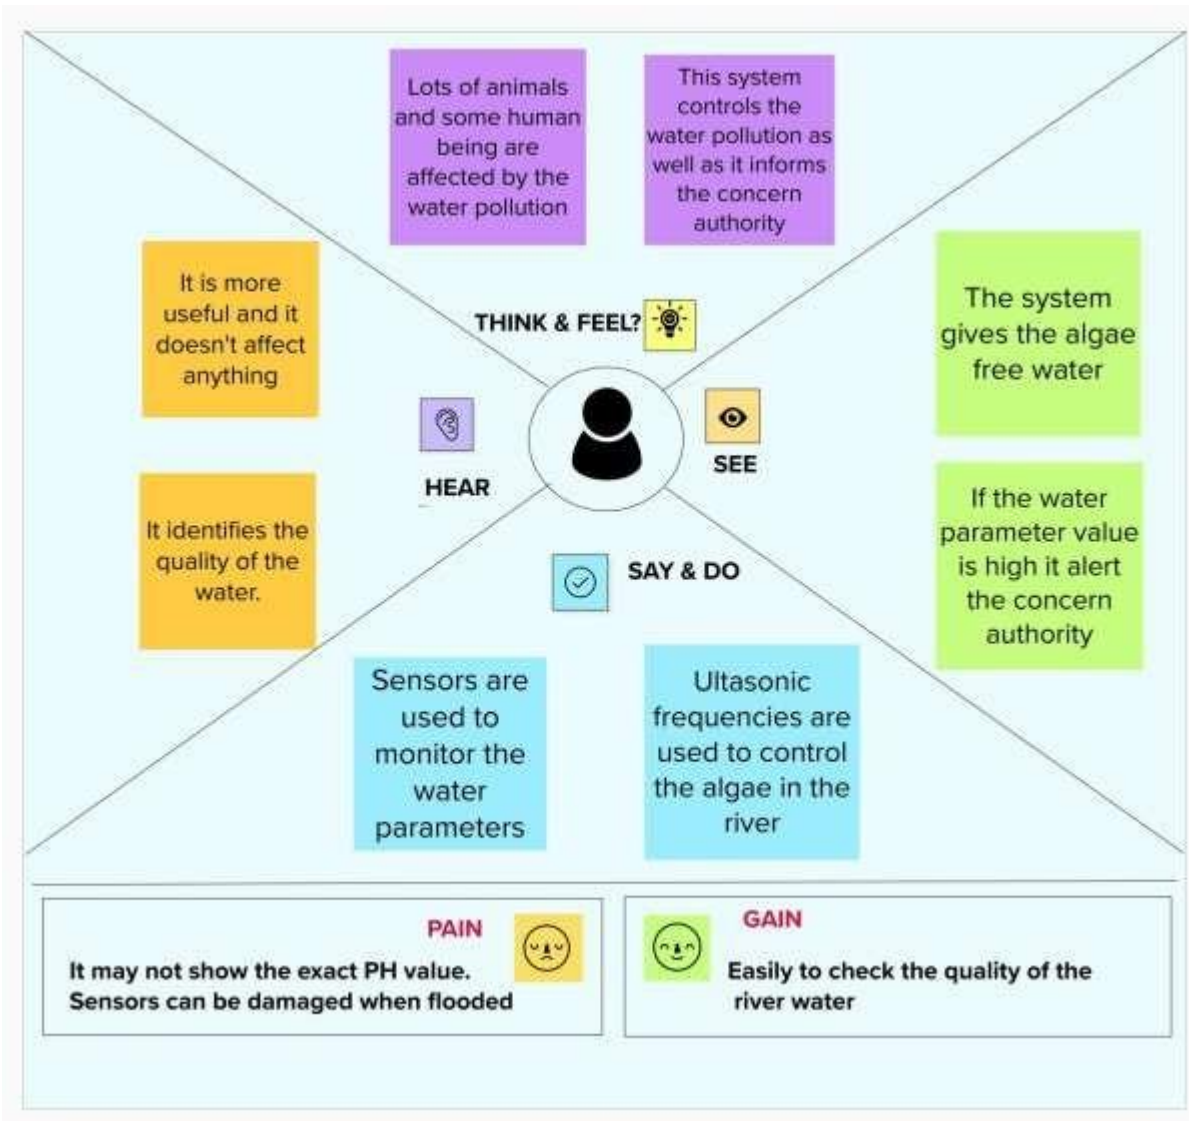 Lots of animals
and some human
being are
affected by the
water pollution
This system
controls the
water pollution as
well as it informs
the concern
authority
It is more
useful and it
doesn't affect
anything
It identifies the
quality of the
water.
THINK & FEEL?
HEAR
SEE
SAY & DO
The system
gives the algae
free water
If the water
parameter value
is high it alert
the concern
authority
Sensors are
used to
monitor the
water
parameters
Ultasonic
frequencies are
used to control
the algae in the
river
PAIN
It may not show the exact PH value.
Sensors can be damaged when flooded
GAIN
Easily to check the quality of the
river water